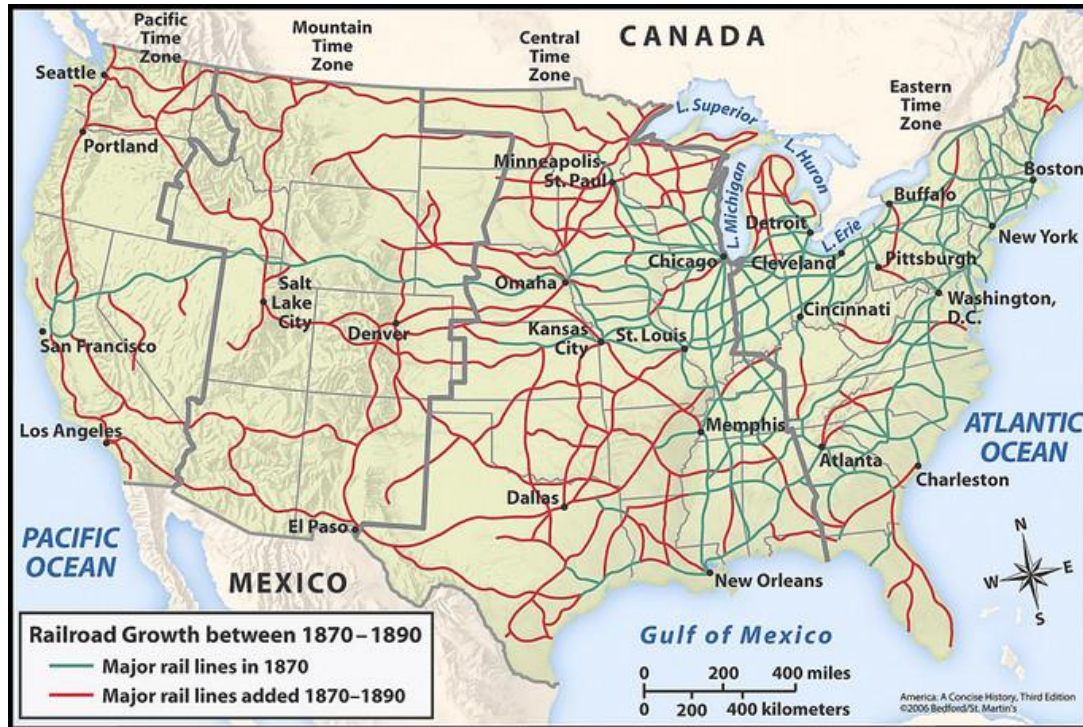 Pacific
Time
Zone
Mountain
Time
Zone
Central
Time
Zone
CANADA
Eastern
Time
Zone
Seattle
Portland
L. Superior
Minneapolis-
St. Paul
L. Michigan
L. Huron
Detroit
L. Erie
Buffalo
Boston
New York
Chicago
Cleveland
Pittsburgh
Omaha
Salt
Lake
City
Denver
Kansas
City
St. Louis
Cincinnati
Washington,
D.C.
San Francisco
Los Angeles
Memphis
Atlanta
Charleston
ATLANTIC
OCEAN
Dallas
El Paso
PACIFIC
OCEAN
MEXICO
New Orleans
Gulf of Mexico
N
W E
S
Railroad Growth between 1870–1890
Major rail lines in 1870
Major rail lines added 1870–1890
0 200 400 miles
0 200 400 kilometers
America: A Concise History, Third Edition
©2006 Bedford/St. Martin's